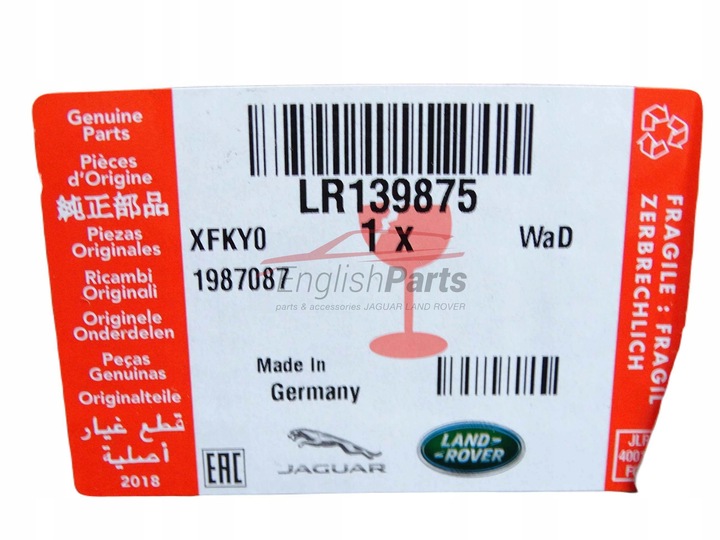 Genuine
Parts
Pièces
d'Origine
純正部品
Piezas
Originales
Ricambi
Originali
Originele
Onderdelen
Peças
Genuinas
Originalteile
قطع غيار
أصلية
2018
LR139875
XFKY0
1 x
WaD
1987087
EnglishParts
parts & accessories JAGUAR LAND ROVER
Made In
Germany
EAC
JAGUAR
LAND-
-ROVER
FRAGILE : FRAGIL
ZERBRECHLICH